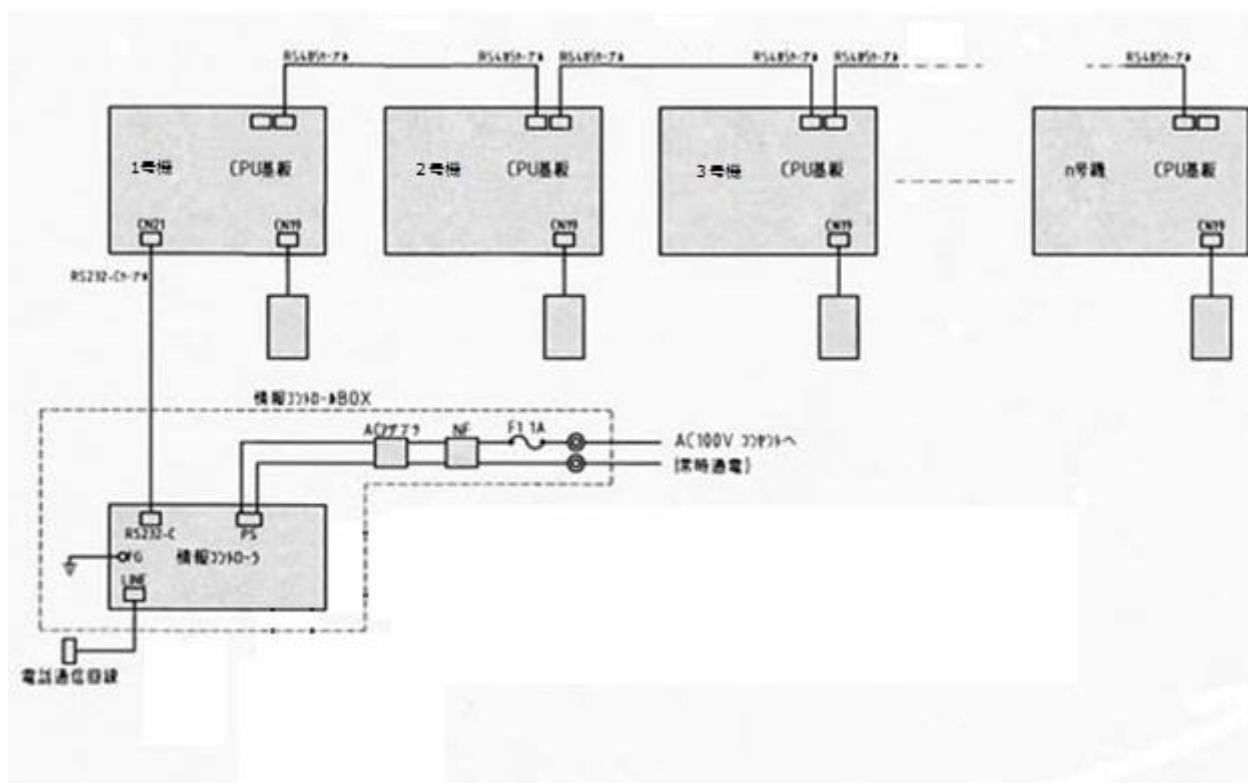 RS485ケーブル RS485ケーブル RS485ケーブル RS485ケーブル RS485ケーブル RS485ケーブル
1号機 CPU基板 2号機 CPU基板 3号機 CPU基板 n号機 CPU基板
CN21 CN19 CN19 CN19 CN19
RS232-Cケーブル
情報コントロールBOX
ACアダプタ NF F1 1A AC100V コンセントへ
(常時通電)
RS232-C PS
FG 情報コントローラ
LINE
電話通信回線